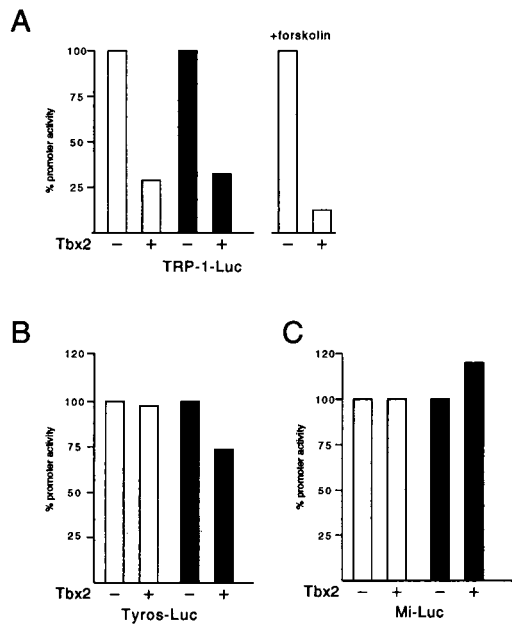 A
+forskolin
100
75
50
25
% promoter activity
Tbx2 − + − + − +
TRP-1-Luc
B
120
100
75
50
25
% promoter activity
Tbx2 − + − +
Tyros-Luc
C
120
100
75
50
25
% promoter activity
Tbx2 − + − +
Mi-Luc